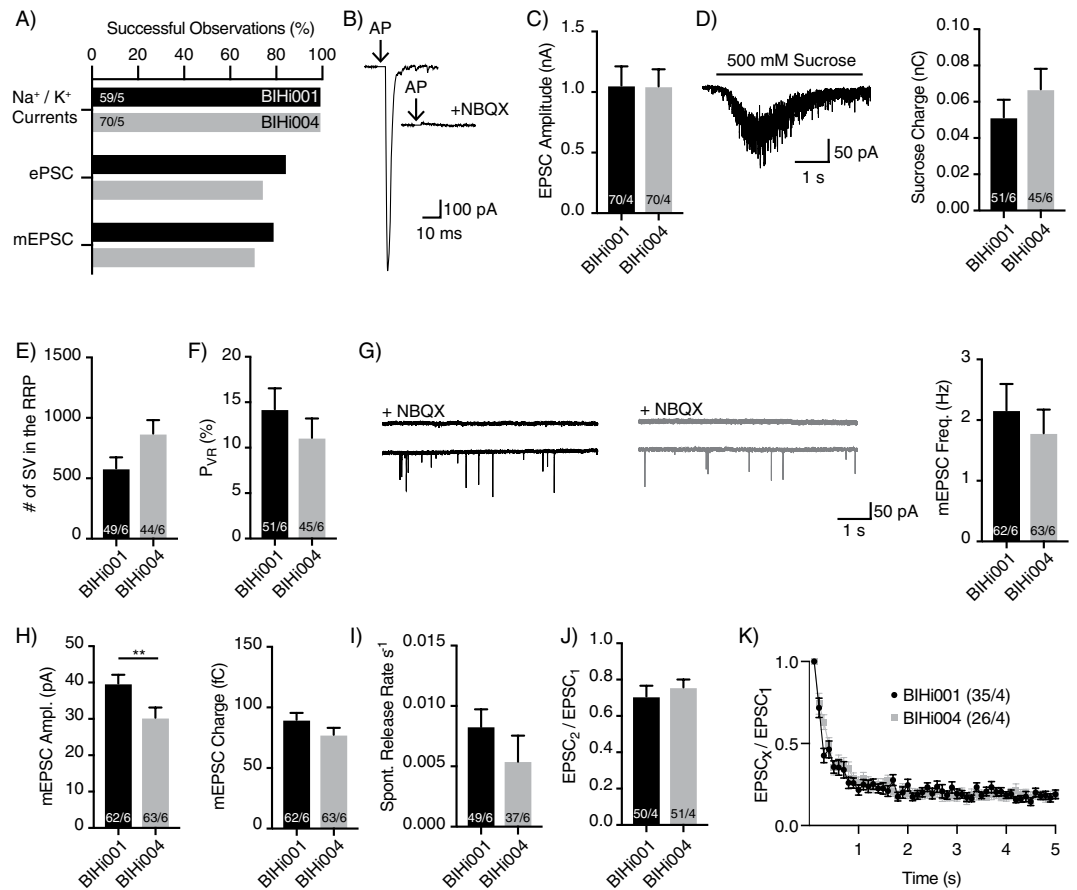 A)
Successful Observations (%)
0 20 40 60 80 100
Na⁺ / K⁺
Currents
59/5 BIHi001
70/5 BIHi004
ePSC
mEPSC
B)
AP
AP
+NBQX
100 pA
10 ms
C)
EPSC Amplitude (nA)
1.5
1.0
0.5
0.0
70/4 70/4
BIHi001 BIHi004
D)
500 mM Sucrose
50 pA
1 s
Sucrose Charge (nC)
0.10
0.08
0.06
0.04
0.02
0.00
51/6 45/6
BIHi001 BIHi004
E)
# of SV in the RRP
1500
1000
500
0
49/6 44/6
BIHi001 BIHi004
F)
PVR (%)
20
15
10
5
0
51/6 45/6
BIHi001 BIHi004
G)
+ NBQX
+ NBQX
50 pA
1 s
mEPSC Freq. (Hz)
3
2
1
0
62/6 63/6
BIHi001 BIHi004
H)
mEPSC Ampl. (pA)
50
40
30
20
10
0
**
62/6 63/6
BIHi001 BIHi004
mEPSC Charge (fC)
150
100
50
0
62/6 63/6
BIHi001 BIHi004
I)
Spont. Release Rate s⁻¹
0.015
0.010
0.005
0.000
49/6 37/6
BIHi001 BIHi004
J)
EPSC₂ / EPSC₁
1.0
0.8
0.6
0.4
0.2
0.0
50/4 51/4
BIHi001 BIHi004
K)
EPSCX / EPSC₁
1.0
0.5
0.0
BIHi001 (35/4)
BIHi004 (26/4)
1 2 3 4 5
Time (s)